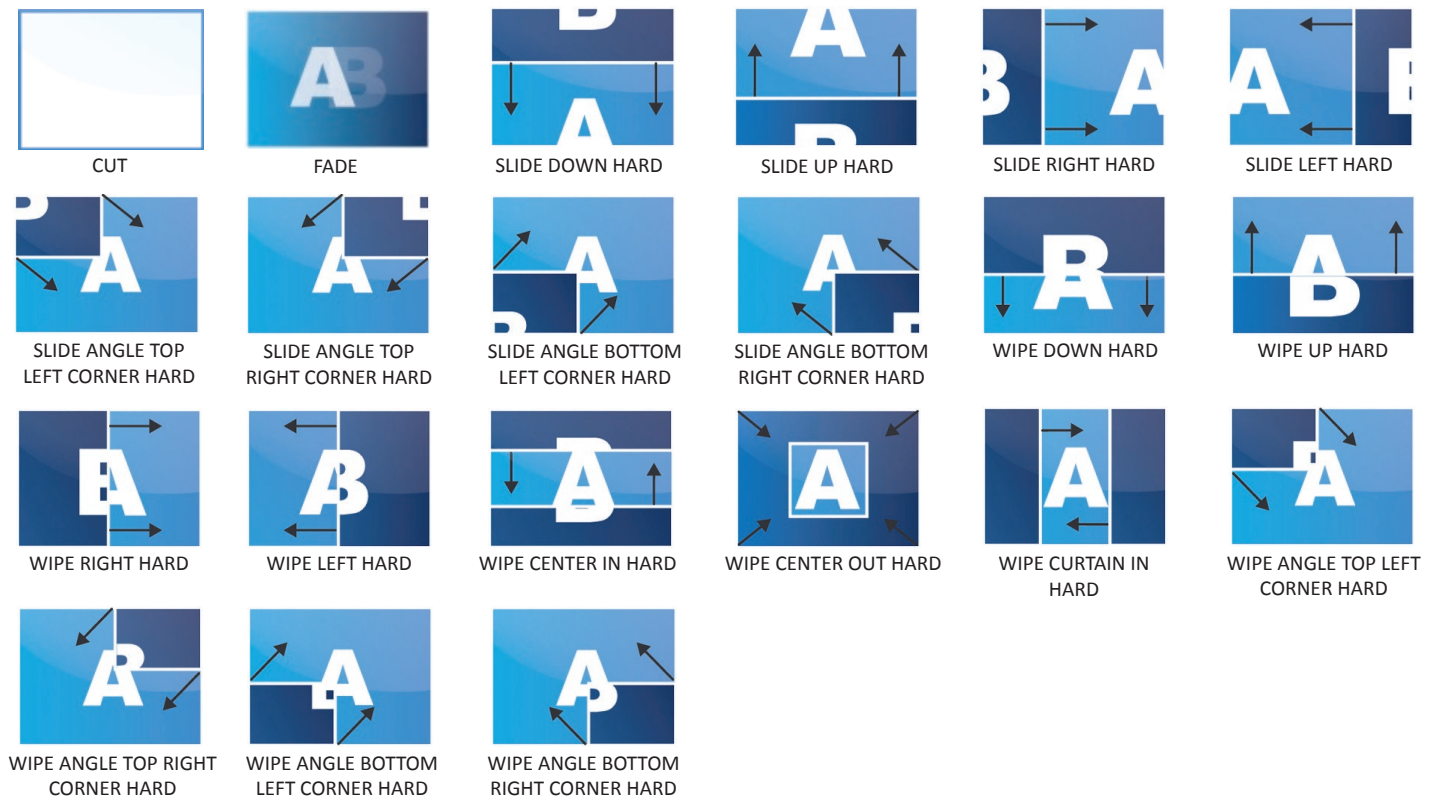 CUT
FADE
SLIDE DOWN HARD
SLIDE UP HARD
SLIDE RIGHT HARD
SLIDE LEFT HARD
SLIDE ANGLE TOP
LEFT CORNER HARD
SLIDE ANGLE TOP
RIGHT CORNER HARD
SLIDE ANGLE BOTTOM
LEFT CORNER HARD
SLIDE ANGLE BOTTOM
RIGHT CORNER HARD
WIPE DOWN HARD
WIPE UP HARD
WIPE RIGHT HARD
WIPE LEFT HARD
WIPE CENTER IN HARD
WIPE CENTER OUT HARD
WIPE CURTAIN IN
HARD
WIPE ANGLE TOP LEFT
CORNER HARD
WIPE ANGLE TOP RIGHT
CORNER HARD
WIPE ANGLE BOTTOM
LEFT CORNER HARD
WIPE ANGLE BOTTOM
RIGHT CORNER HARD